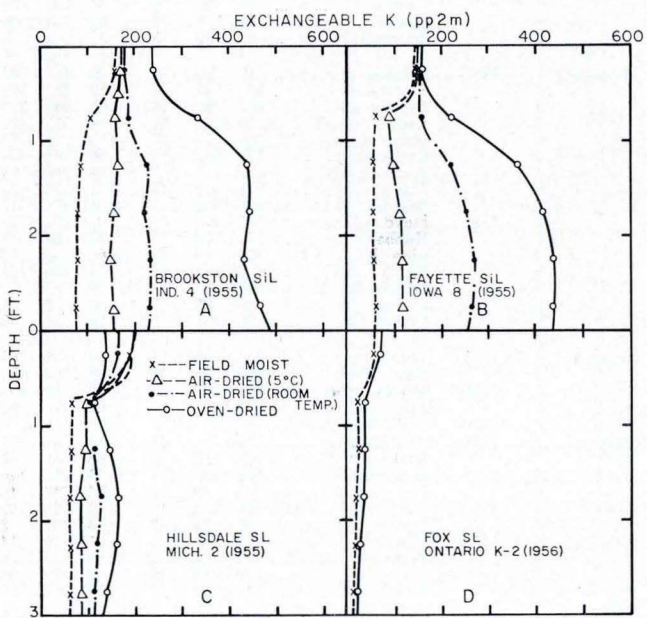 EXCHANGEABLE K (pp2m)
0 200 400 600 200 400 600
DEPTH (FT.)
1
2
0
1
2
3
BROOKSTON SiL
IND. 4 (1955)
A
FAYETTE SiL
IOWA 8 (1955)
B
x----FIELD MOIST
-△--AIR-DRIED (5°C)
-•-·-AIR-DRIED (ROOM TEMP.)
-o-OVEN-DRIED
HILLSDALE SL
MICH. 2 (1955)
C
FOX SL
ONTARIO K-2 (1956)
D